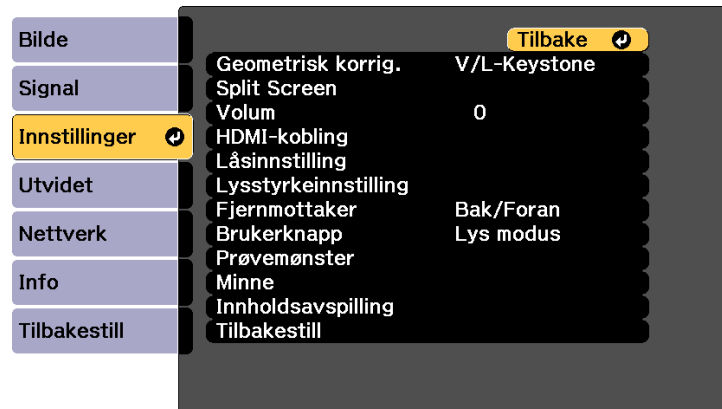 Bilde
Signal
Innstillinger
Utvidet
Nettverk
Info
Tilbakestill
Tilbake
Geometrisk korrig. V/L-Keystone
Split Screen
Volum 0
HDMI-kobling
Låsinnstilling
Lysstyrkeinnstilling
Fjernmottaker Bak/Foran
Brukerknapp Lys modus
Prøvemønster
Minne
Innholdsavspilling
Tilbakestill